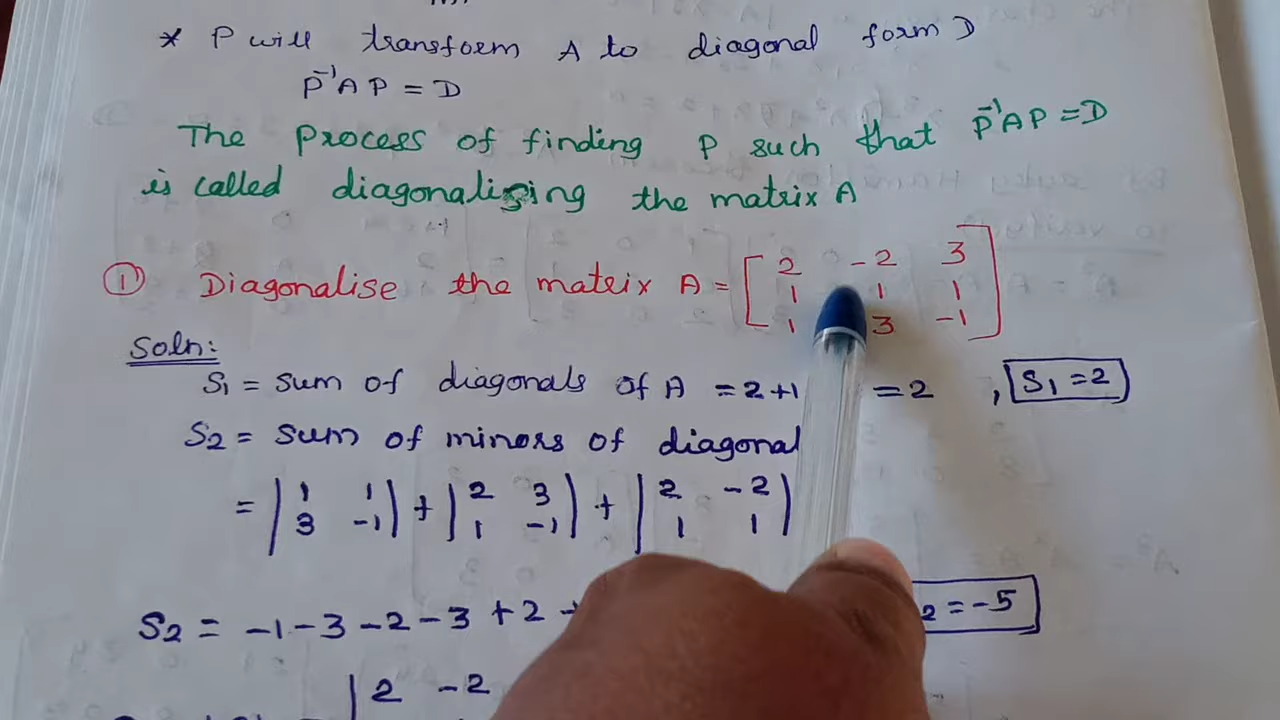 * P will transform A to diagonal form D
P⁻¹AP = D
The process of finding P such that P⁻¹AP = D
is called diagonalising the matrix A
① Diagonalise the matrix A = [ 2 -2 3
1 1 1
1 3 -1 ]
Soln:
S1 = sum of diagonals of A = 2+1 = 2 , S1 = 2
S2 = sum of minors of diagonal
= | 1 1 | + | 2 3 | + | 2 -2 |
| 3 -1 | | 1 -1 | | 1 1 |
S2 = -1-3-2-3+2 2 = -5
| 2 -2